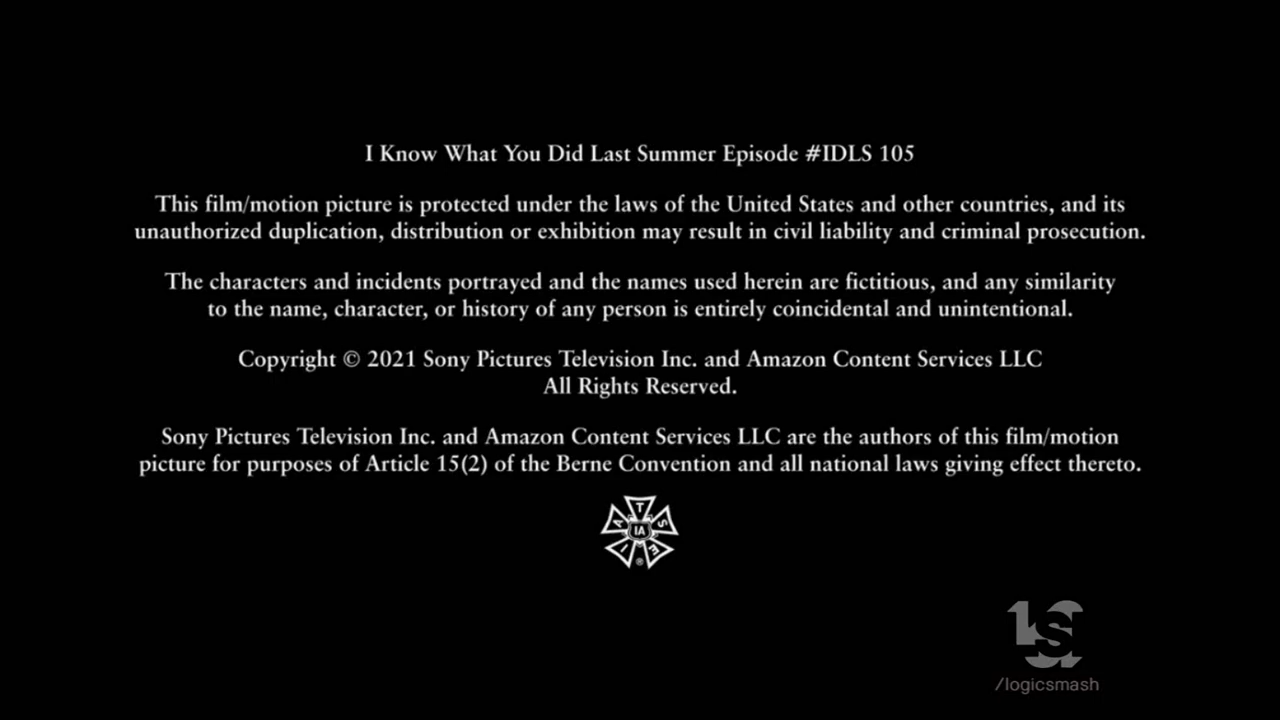 I Know What You Did Last Summer Episode #IDLS 105
This film/motion picture is protected under the laws of the United States and other countries, and its
unauthorized duplication, distribution or exhibition may result in civil liability and criminal prosecution.
The characters and incidents portrayed and the names used herein are fictitious, and any similarity
to the name, character, or history of any person is entirely coincidental and unintentional.
Copyright © 2021 Sony Pictures Television Inc. and Amazon Content Services LLC
All Rights Reserved.
Sony Pictures Television Inc. and Amazon Content Services LLC are the authors of this film/motion
picture for purposes of Article 15(2) of the Berne Convention and all national laws giving effect thereto.
I A T S E
IA
®
1S
/logicsmash